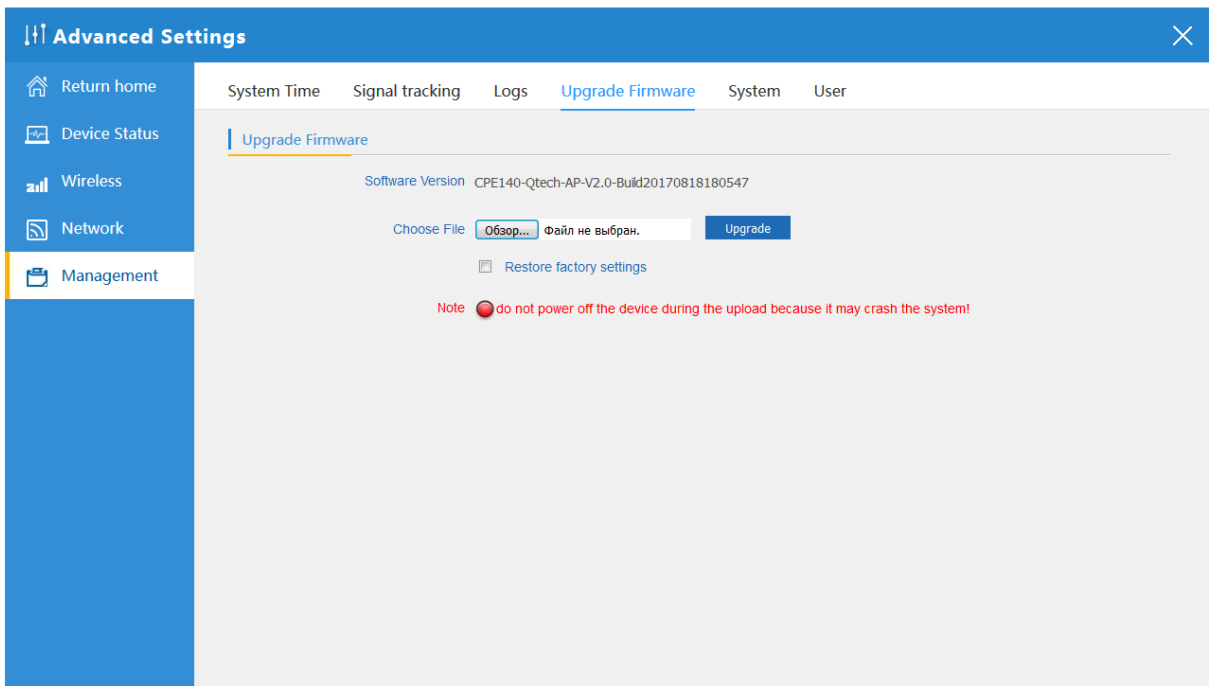 Advanced Settings
Return home
Device Status
Wireless
Network
Management
System Time Signal tracking Logs Upgrade Firmware System User
Upgrade Firmware
Software Version CPE140-Qtech-AP-V2.0-Build20170818180547
Choose File Обзор... Файл не выбран. Upgrade
Restore factory settings
Note do not power off the device during the upload because it may crash the system!